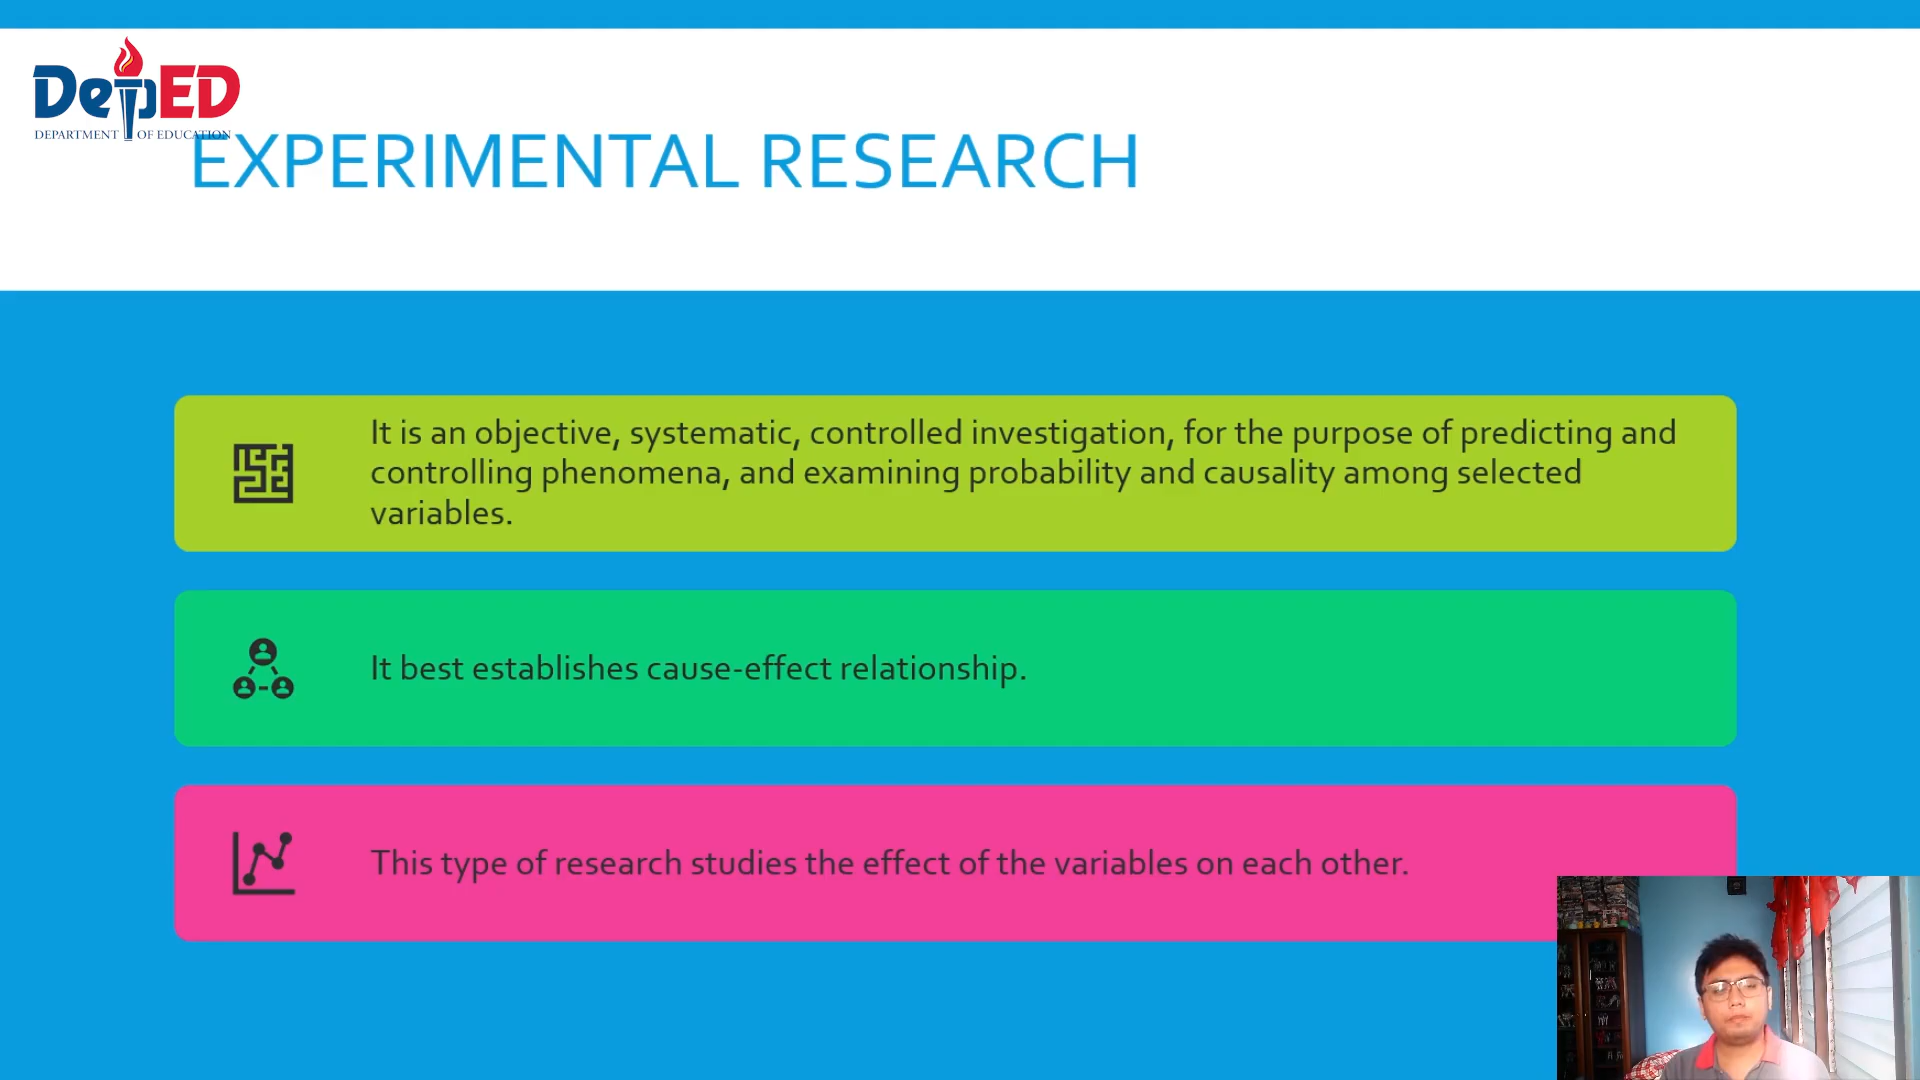 DepED
DEPARTMENT OF EDUCATION
EXPERIMENTAL RESEARCH
It is an objective, systematic, controlled investigation, for the purpose of predicting and
controlling phenomena, and examining probability and causality among selected
variables.
It best establishes cause-effect relationship.
This type of research studies the effect of the variables on each other.